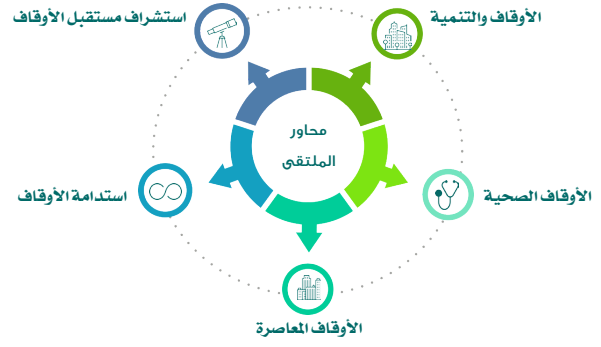 الأوقاف والتنمية
استشراف مستقبل الأوقاف
محاور
الملتقى
الأوقاف الصحية
استدامة الأوقاف
الأوقاف المعاصرة